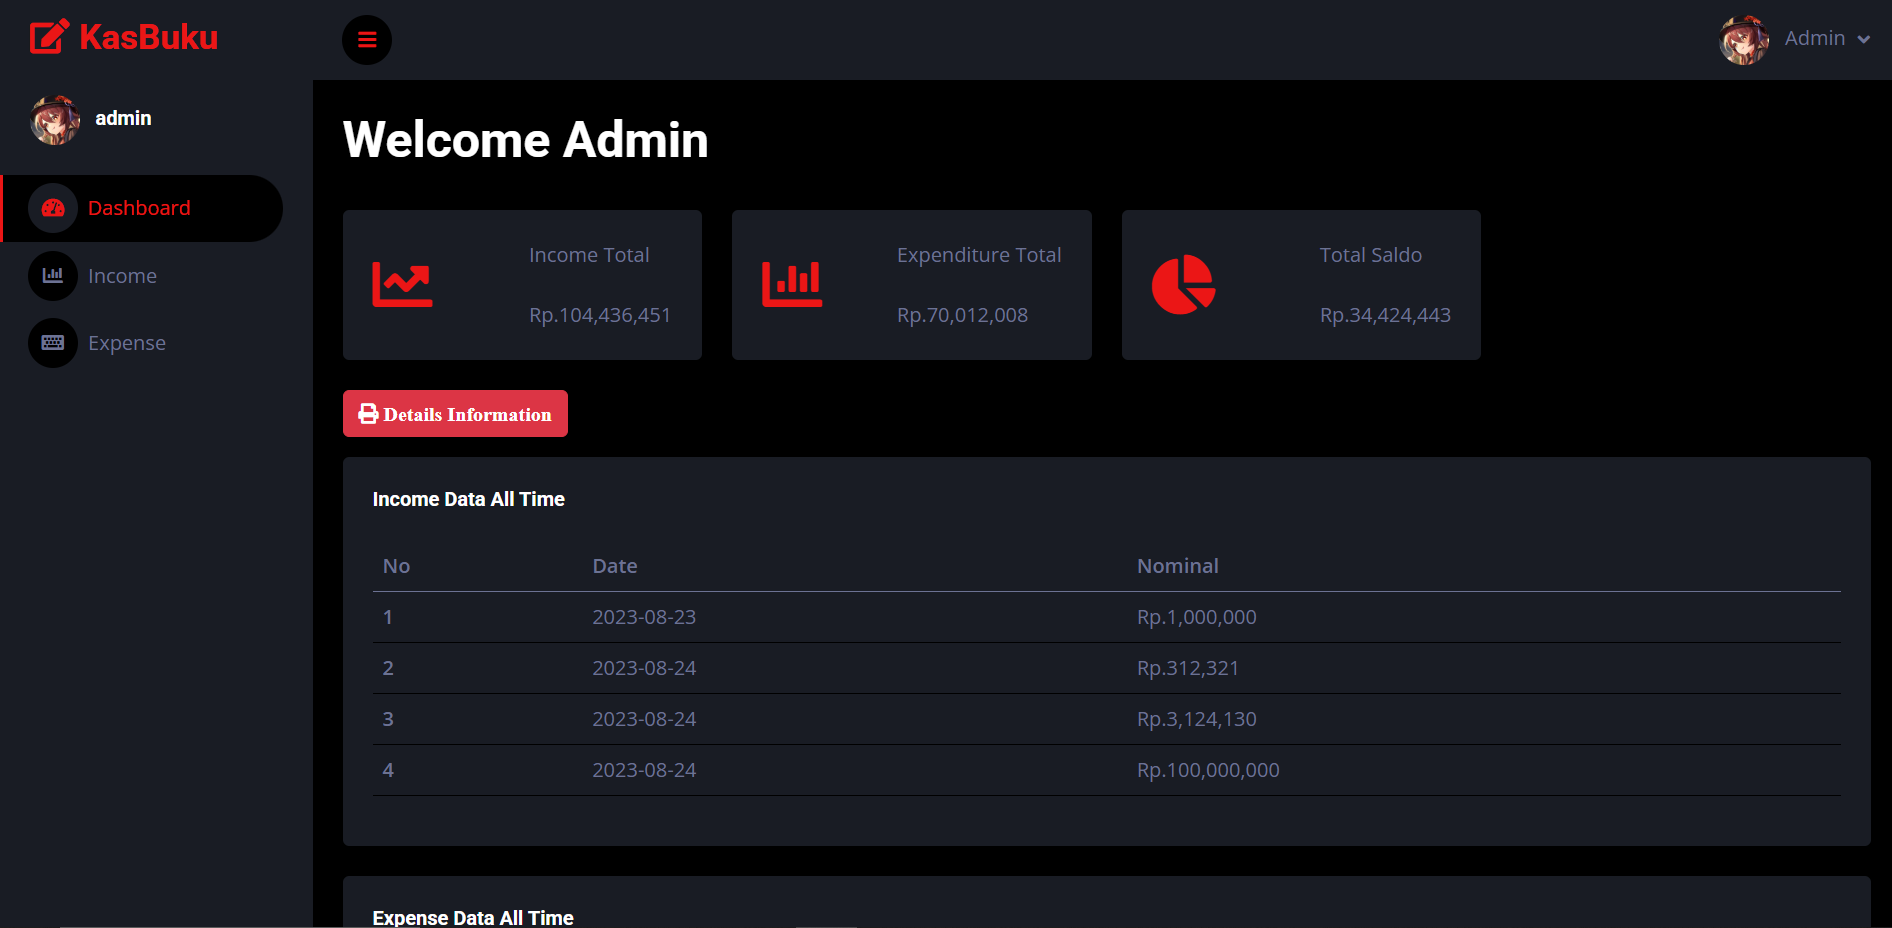 KasBuku
Admin
admin
Dashboard
Income
Expense
Welcome Admin
Income Total
Rp.104,436,451
Expenditure Total
Rp.70,012,008
Total Saldo
Rp.34,424,443
Details Information
Income Data All Time
No Date Nominal
1 2023-08-23 Rp.1,000,000
2 2023-08-24 Rp.312,321
3 2023-08-24 Rp.3,124,130
4 2023-08-24 Rp.100,000,000
Expense Data All Time